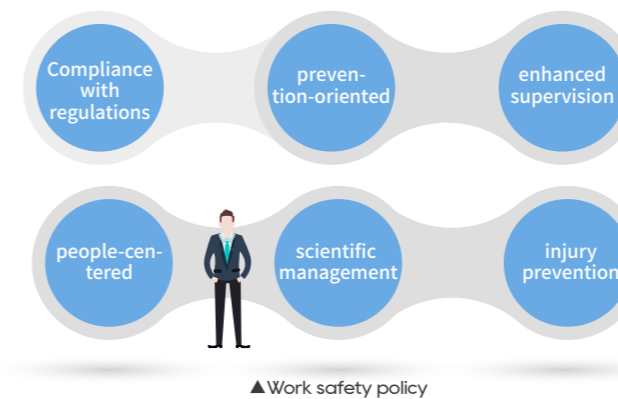 Compliance
with
regulations
preven-
tion-oriented
enhanced
supervision
people-cen-
tered
scientific
management
injury
prevention
▲Work safety policy